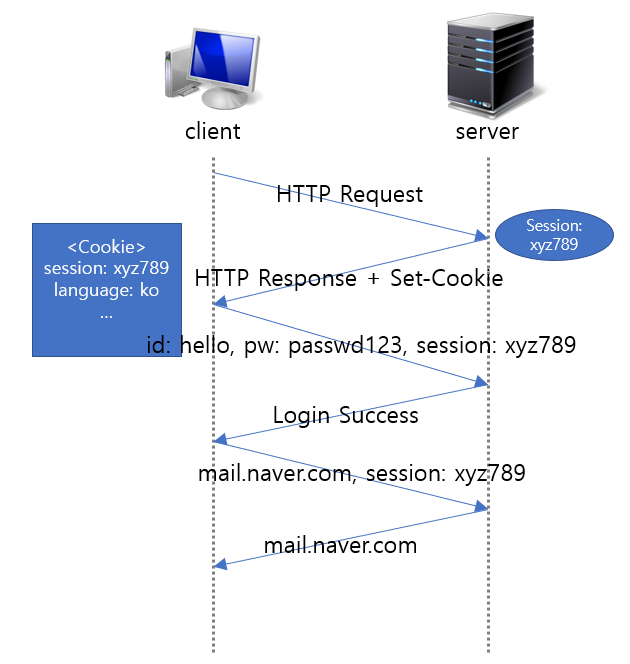 client
server
HTTP Request
Session:
xyz789
<Cookie>
session: xyz789
language: ko
...
HTTP Response + Set-Cookie
id: hello, pw: passwd123, session: xyz789
Login Success
mail.naver.com, session: xyz789
mail.naver.com